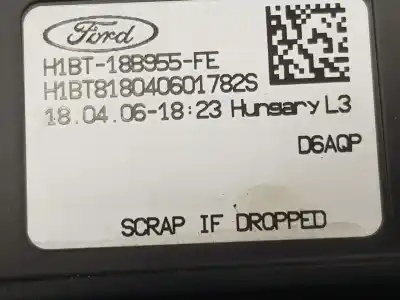 Ford
H1BT-18B955-FE
H1BT818040601782S
18.04.06-18:23 Hungary L3
D6AQP
SCRAP IF DROPPED